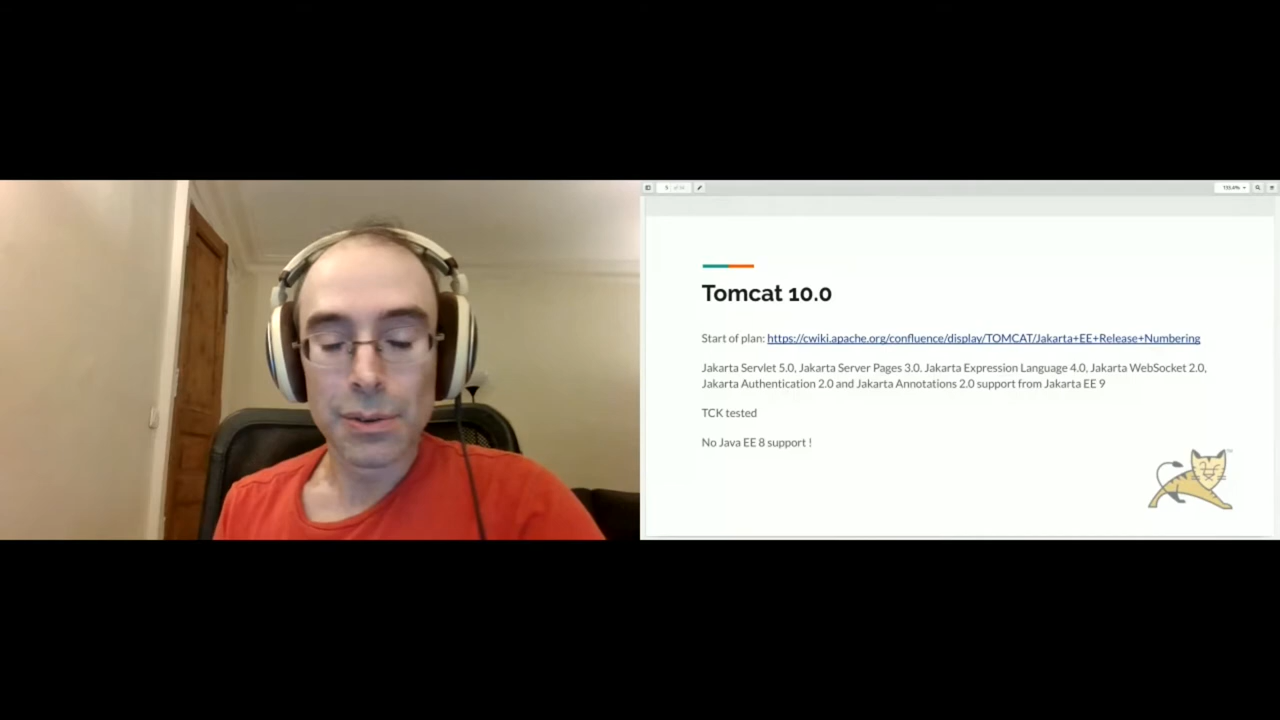 Tomcat 10.0
Start of plan: https://cwiki.apache.org/confluence/display/TOMCAT/Jakarta+EE+Release+Numbering
Jakarta Servlet 5.0, Jakarta Server Pages 3.0. Jakarta Expression Language 4.0, Jakarta WebSocket 2.0,
Jakarta Authentication 2.0 and Jakarta Annotations 2.0 support from Jakarta EE 9
TCK tested
No Java EE 8 support !